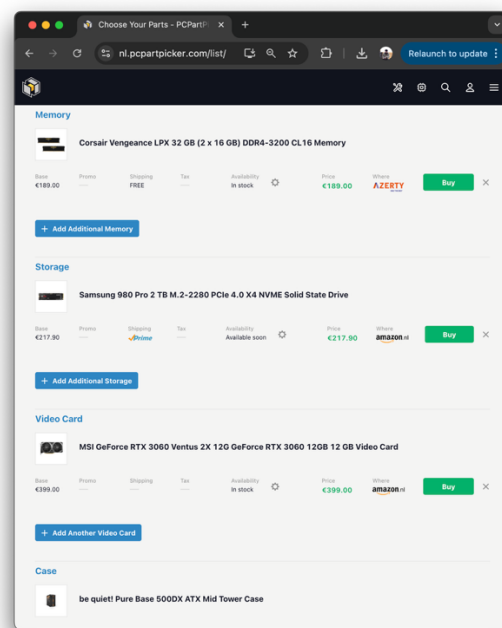 Choose Your Parts - PCPartPi
nl.pcpartpicker.com/list/
Relaunch to update
Memory
Corsair Vengeance LPX 32 GB (2 x 16 GB) DDR4-3200 CL16 Memory
Base Promo Shipping Tax Availability Price Where
€189.00 FREE In stock €189.00 AZERTY Buy
+ Add Additional Memory
Storage
Samsung 980 Pro 2 TB M.2-2280 PCIe 4.0 X4 NVME Solid State Drive
Base Promo Shipping Tax Availability Price Where
€217.90 Prime Available soon €217.90 amazon.nl Buy
+ Add Additional Storage
Video Card
MSI GeForce RTX 3060 Ventus 2X 12G GeForce RTX 3060 12GB 12 GB Video Card
Base Promo Shipping Tax Availability Price Where
€399.00 In stock €399.00 amazon.nl Buy
+ Add Another Video Card
Case
be quiet! Pure Base 500DX ATX Mid Tower Case